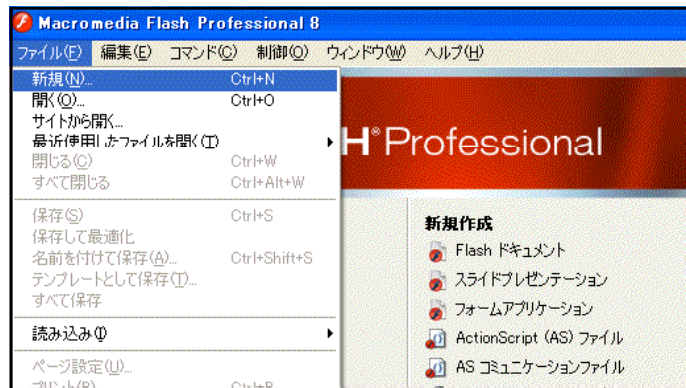 Macromedia Flash Professional 8
ファイル(F) 編集(E) コマンド(C) 制御(O) ウィンドウ(W) ヘルプ(H)
新規(N)... Ctrl+N
開く(O)... Ctrl+O
サイトから開く...
最近使用したファイルを開く(T)
閉じる(C) Ctrl+W
すべて閉じる Ctrl+Alt+W
保存(S) Ctrl+S
保存して最適化
名前を付けて保存(A)... Ctrl+Shift+S
テンプレートとして保存(T)...
すべて保存
読み込み(I)
ページ設定(U)...
プリント(P)... Ctrl+P
H® Professional
新規作成
Flash ドキュメント
スライドプレゼンテーション
フォームアプリケーション
ActionScript (AS) ファイル
AS コミュニケーションファイル